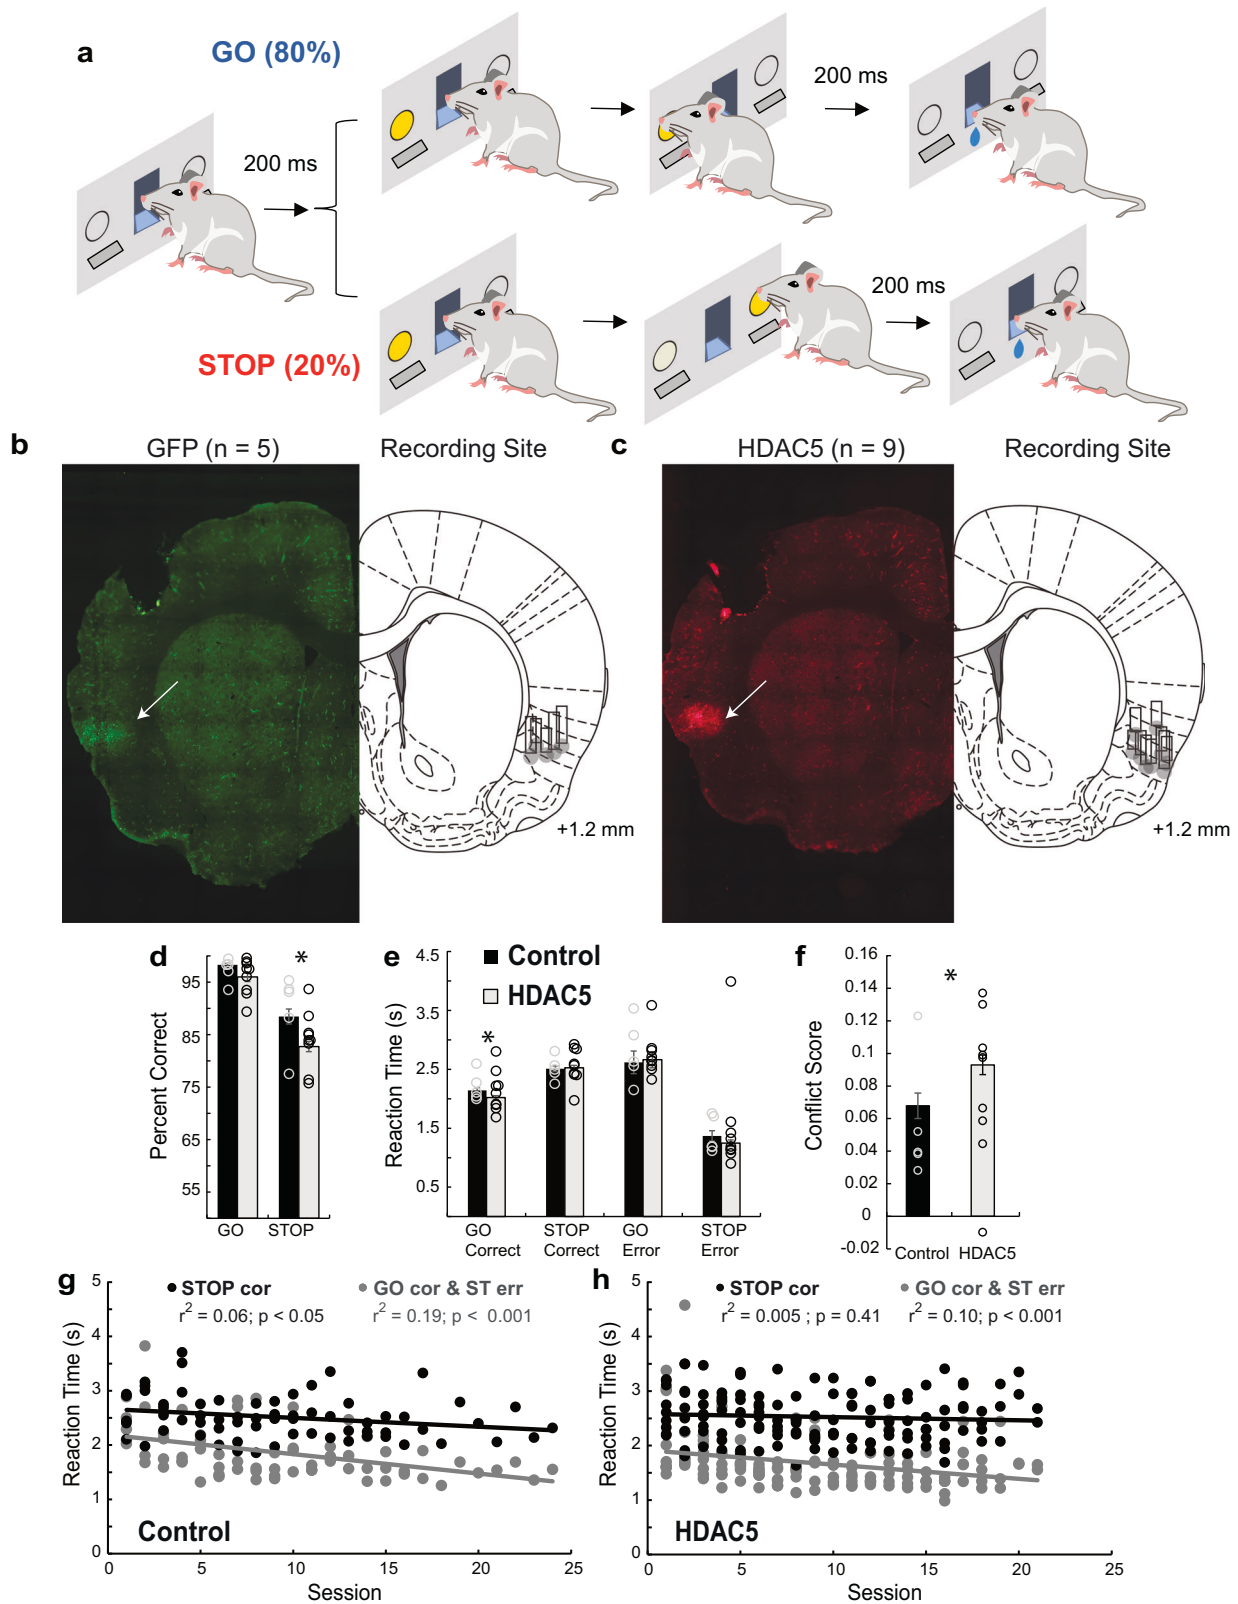 a
GO (80%)
200 ms
200 ms
STOP (20%)
200 ms
b
GFP (n = 5)
Recording Site
+1.2 mm
c
HDAC5 (n = 9)
Recording Site
+1.2 mm
d
Percent Correct
95
85
75
65
55
GO
STOP
*
e
Reaction Time (s)
4.5
3.5
2.5
1.5
0.5
Control
HDAC5
*
GO
Correct
STOP
Correct
GO
Error
STOP
Error
f
Conflict Score
0.16
0.14
0.12
0.1
0.08
0.06
0.04
0.02
0
-0.02
*
Control
HDAC5
g
Reaction Time (s)
5
4
3
2
1
0
STOP cor
r² = 0.06; p < 0.05
GO cor & ST err
r² = 0.19; p < 0.001
Control
0
5
10
15
20
25
Session
h
Reaction Time (s)
5
4
3
2
1
0
STOP cor
r² = 0.005 ; p = 0.41
GO cor & ST err
r² = 0.10; p < 0.001
HDAC5
0
5
10
15
20
25
Session